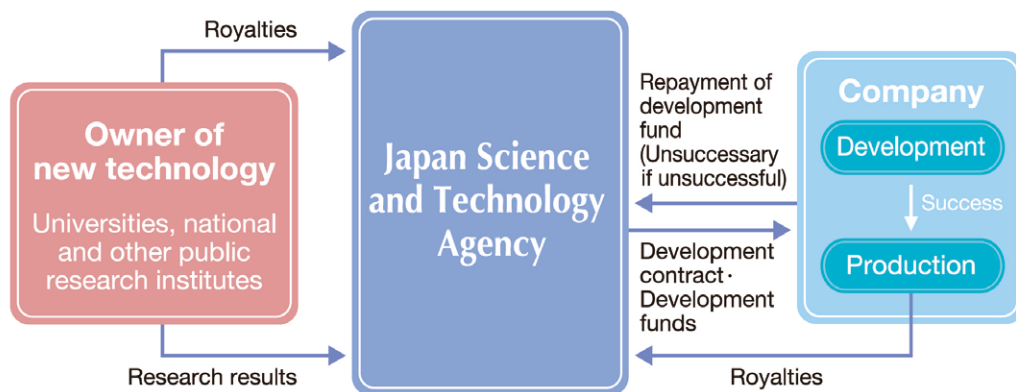 Royalties
Owner of
new technology
Universities, national
and other public
research institutes
Research results
Japan Science
and Technology
Agency
Repayment of
development
fund
(Unsuccessary
if unsuccessful)
Development
contract·
Development
funds
Company
Development
Success
Production
Royalties